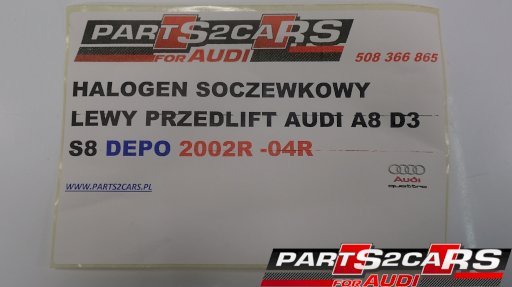 PARTS2CARS
FOR AUDI
508 366 865
HALOGEN SOCZEWKOWY
LEWY PRZEDLIFT AUDI A8 D3
S8 DEPO 2002R -04R
WWW.PARTS2CARS.PL
Audi
quattro
PARTS2CARS
FOR AUDI